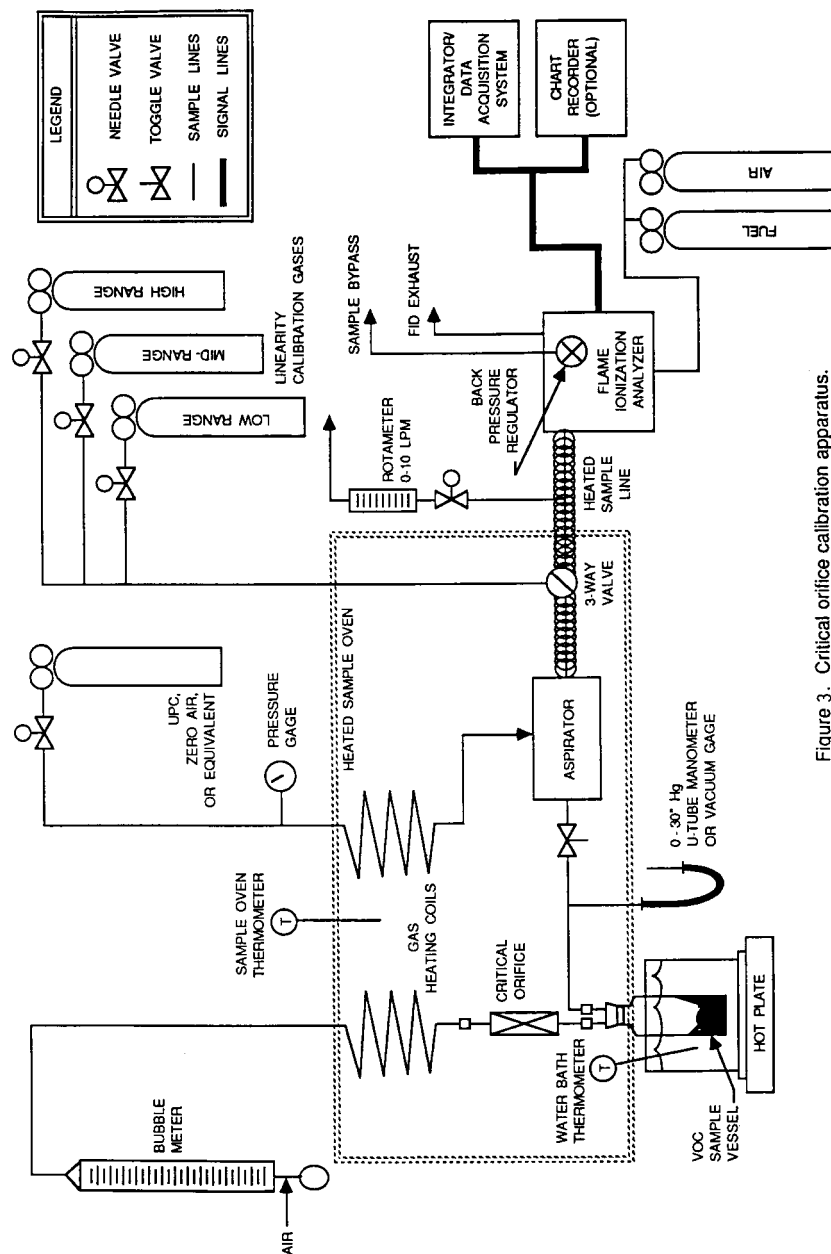 LEGEND
NEEDLE VALVE
TOGGLE VALVE
SAMPLE LINES
SIGNAL LINES
HIGH RANGE
MID-RANGE
LOW RANGE
LINEARITY
CALIBRATION GASES
UPC,
ZERO AIR,
OR EQUIVALENT
PRESSURE
GAGE
SAMPLE OVEN
THERMOMETER
T
BUBBLE
METER
AIR
HEATED SAMPLE OVEN
GAS
HEATING COILS
CRITICAL
ORIFICE
WATER BATH
THERMOMETER
T
VOC
SAMPLE
VESSEL
HOT PLATE
0 -30" Hg
U-TUBE MANOMETER
OR VACUUM GAGE
ASPIRATOR
3-WAY
VALVE
HEATED
SAMPLE
LINE
ROTAMETER
0-10 LPM
BACK
PRESSURE
REGULATOR
SAMPLE BYPASS
FID EXHAUST
FLAME
IONIZATION
ANALYZER
INTEGRATOR/
DATA
ACQUISITION
SYSTEM
CHART
RECORDER
(OPTIONAL)
FUEL
AIR
Figure 3. Critical orifice calibration apparatus.